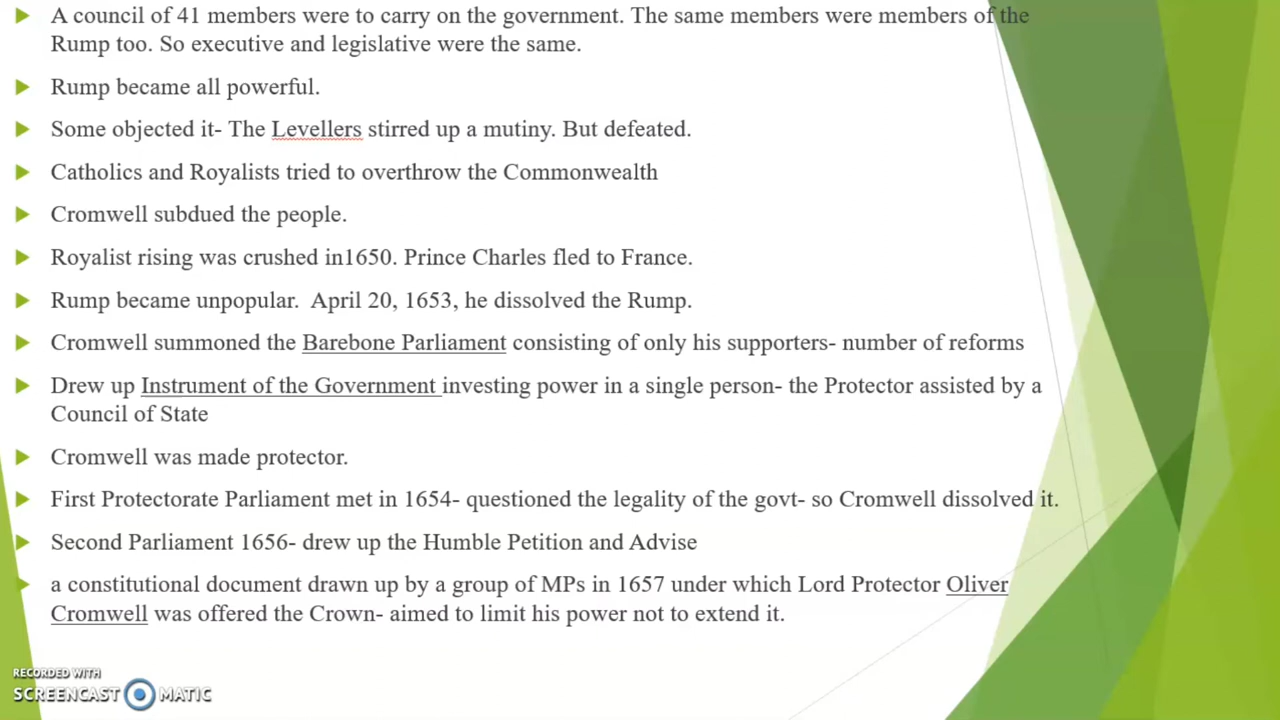 A council of 41 members were to carry on the government. The same members were members of the
Rump too. So executive and legislative were the same.
Rump became all powerful.
Some objected it- The Levellers stirred up a mutiny. But defeated.
Catholics and Royalists tried to overthrow the Commonwealth
Cromwell subdued the people.
Royalist rising was crushed in1650. Prince Charles fled to France.
Rump became unpopular.  April 20, 1653, he dissolved the Rump.
Cromwell summoned the Barebone Parliament consisting of only his supporters- number of reforms
Drew up Instrument of the Government investing power in a single person- the Protector assisted by a
Council of State
Cromwell was made protector.
First Protectorate Parliament met in 1654- questioned the legality of the govt- so Cromwell dissolved it.
Second Parliament 1656- drew up the Humble Petition and Advise
a constitutional document drawn up by a group of MPs in 1657 under which Lord Protector Oliver
Cromwell was offered the Crown- aimed to limit his power not to extend it.
RECORDED WITH
SCREENCAST MATIC